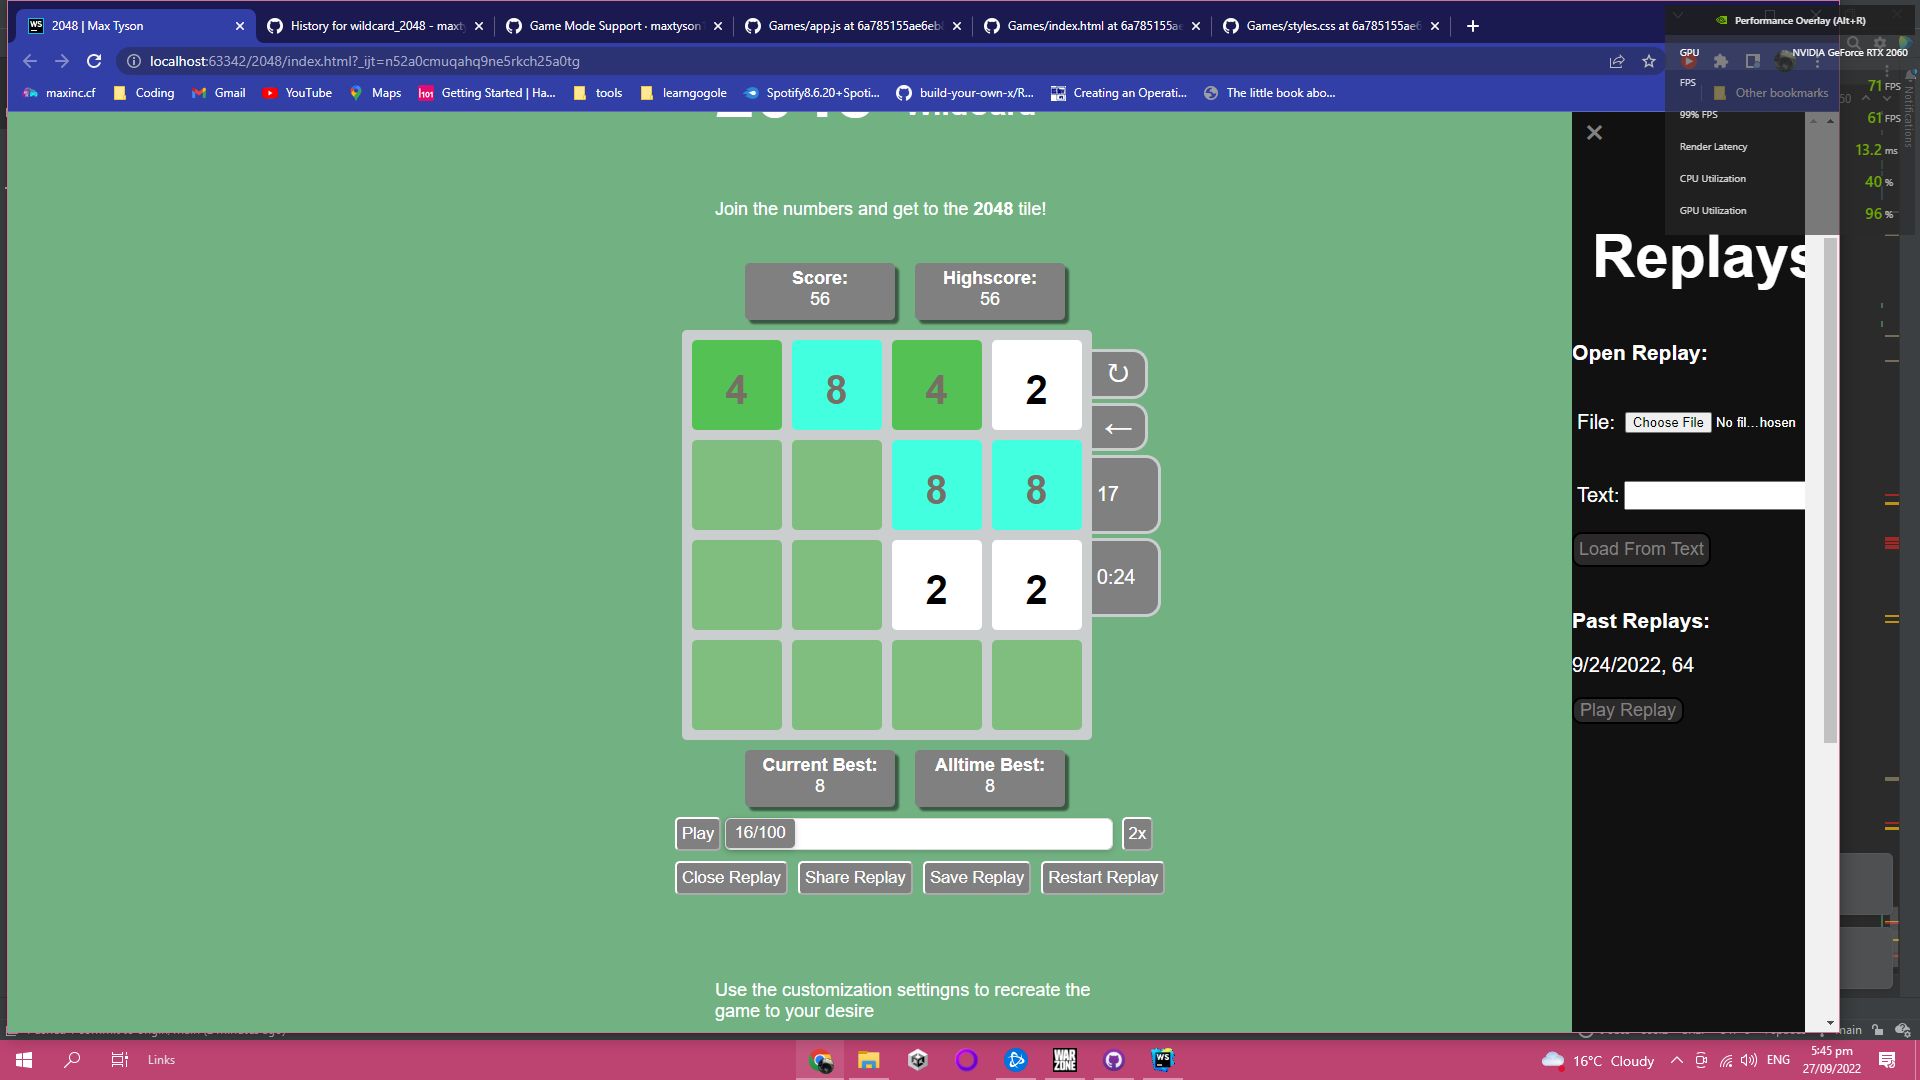 2048 | Max Tyson
History for wildcard_2048 - maxty
Game Mode Support · maxtyson1
Games/app.js at 6a785155ae6eb
Games/index.html at 6a785155ae
Games/styles.css at 6a785155ae6
Performance Overlay (Alt+R)
localhost:63342/2048/index.html?_ijt=n52a0cmuqahq9ne5rkch25a0tg
GPU NVIDIA GeForce RTX 2060
FPS 71 FPS
99% FPS 61 FPS
Render Latency 13.2 ms
CPU Utilization 40 %
GPU Utilization 96 %
maxinc.cf
Coding
Gmail
YouTube
Maps
Getting Started | Ha...
tools
learngogole
Spotify8.6.20+Spoti...
build-your-own-x/R...
Creating an Operati...
The little book abo...
Other bookmarks
Notifications
2048 Wildcard
Join the numbers and get to the 2048 tile!
Score:
56
Highscore:
56
4 8 4 2
8 8
2 2
↻
←
17
0:24
Current Best:
8
Alltime Best:
8
Play
16/100
2x
Close Replay
Share Replay
Save Replay
Restart Replay
Use the customization settingns to recreate the
game to your desire
×
Replays
Open Replay:
File: Choose File No fil...hosen
Text:
Load From Text
Past Replays:
9/24/2022, 64
Play Replay
main
Links
16°C Cloudy
ENG
5:45 pm
27/09/2022